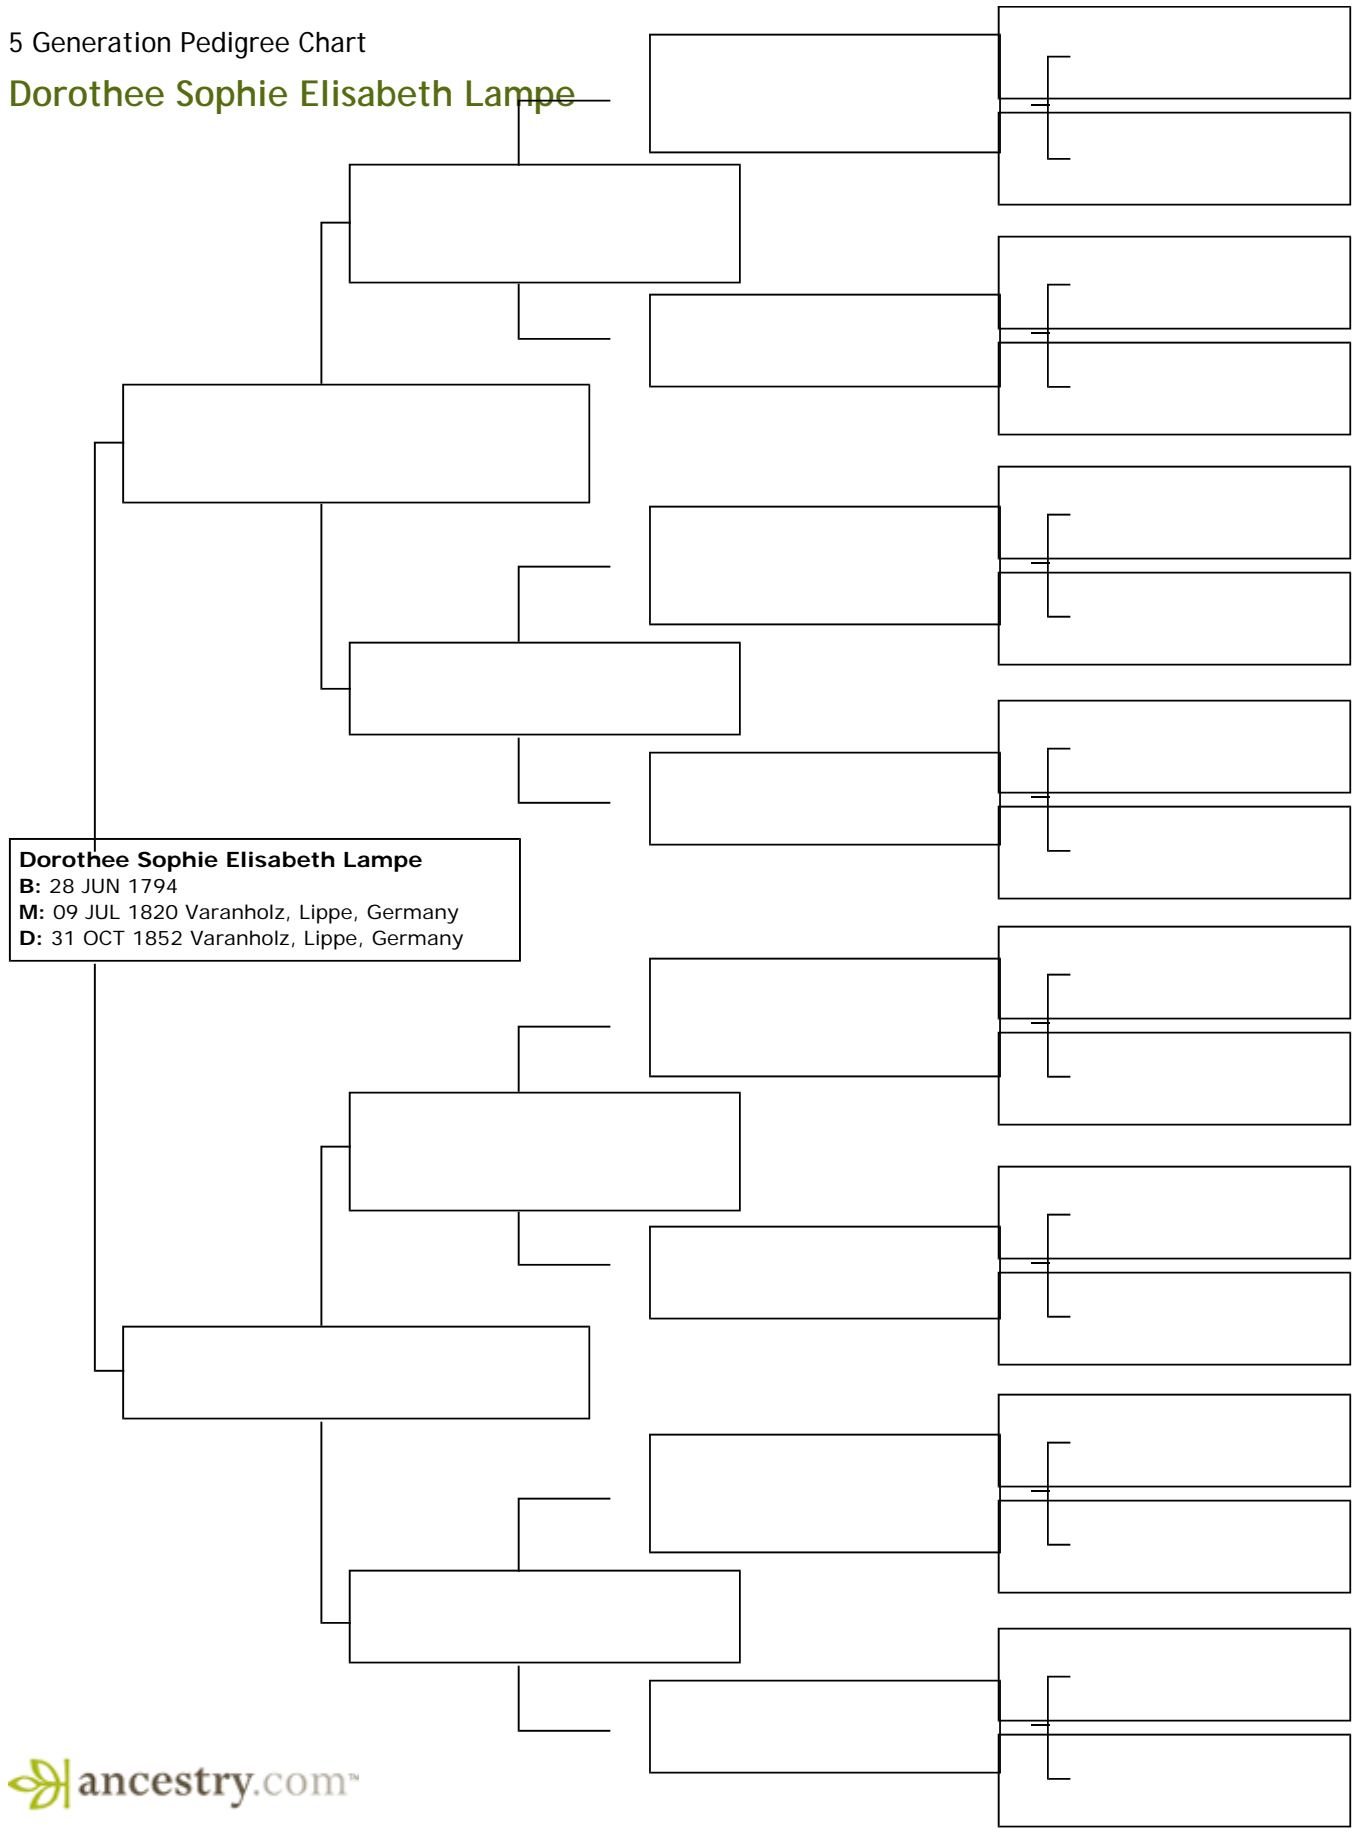 5 Generation Pedigree Chart
Dorothee Sophie Elisabeth Lampe
Dorothee Sophie Elisabeth Lampe
B: 28 JUN 1794
M: 09 JUL 1820 Varanholz, Lippe, Germany
D: 31 OCT 1852 Varanholz, Lippe, Germany
ancestry.com™